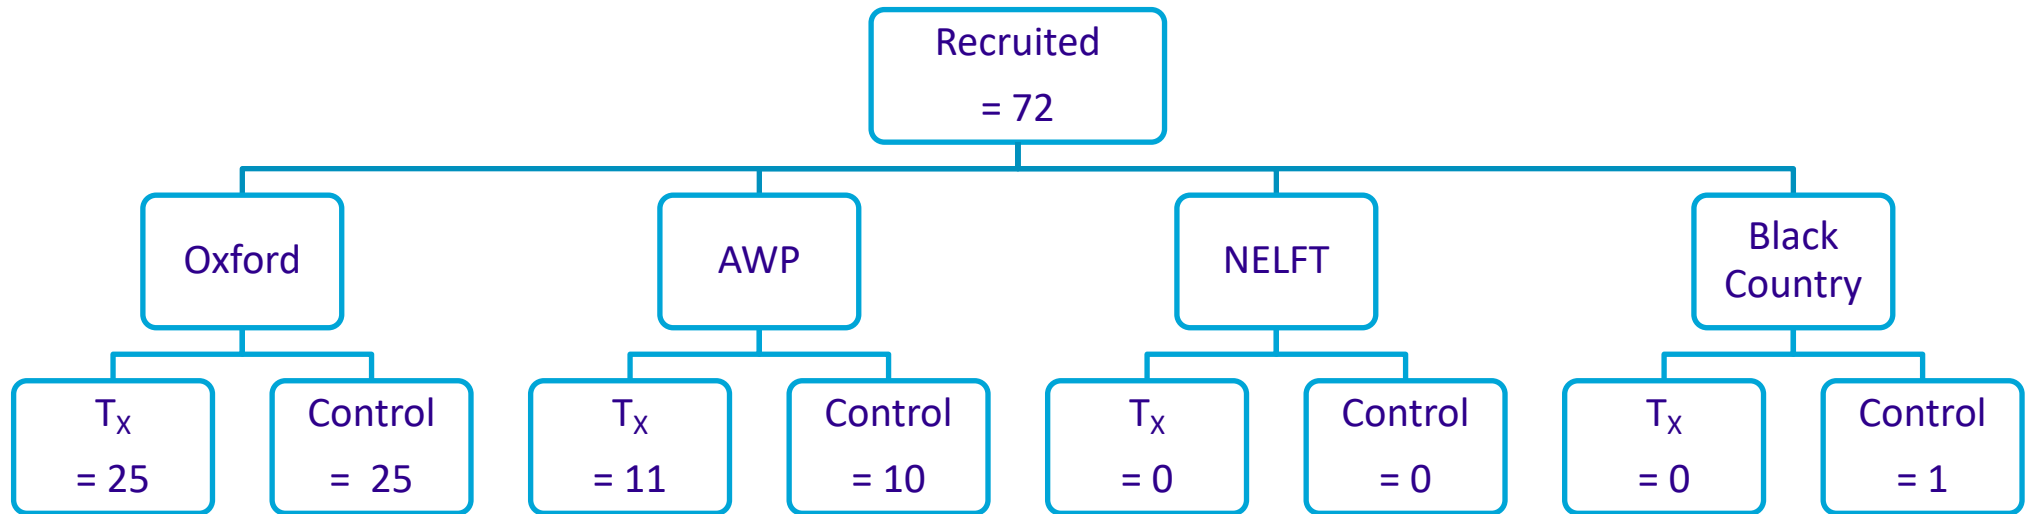 Recruited
= 72
Oxford
AWP
NELFT
Black
Country
Tx
= 25
Control
= 25
Tx
= 11
Control
= 10
Tx
= 0
Control
= 0
Tx
= 0
Control
= 1